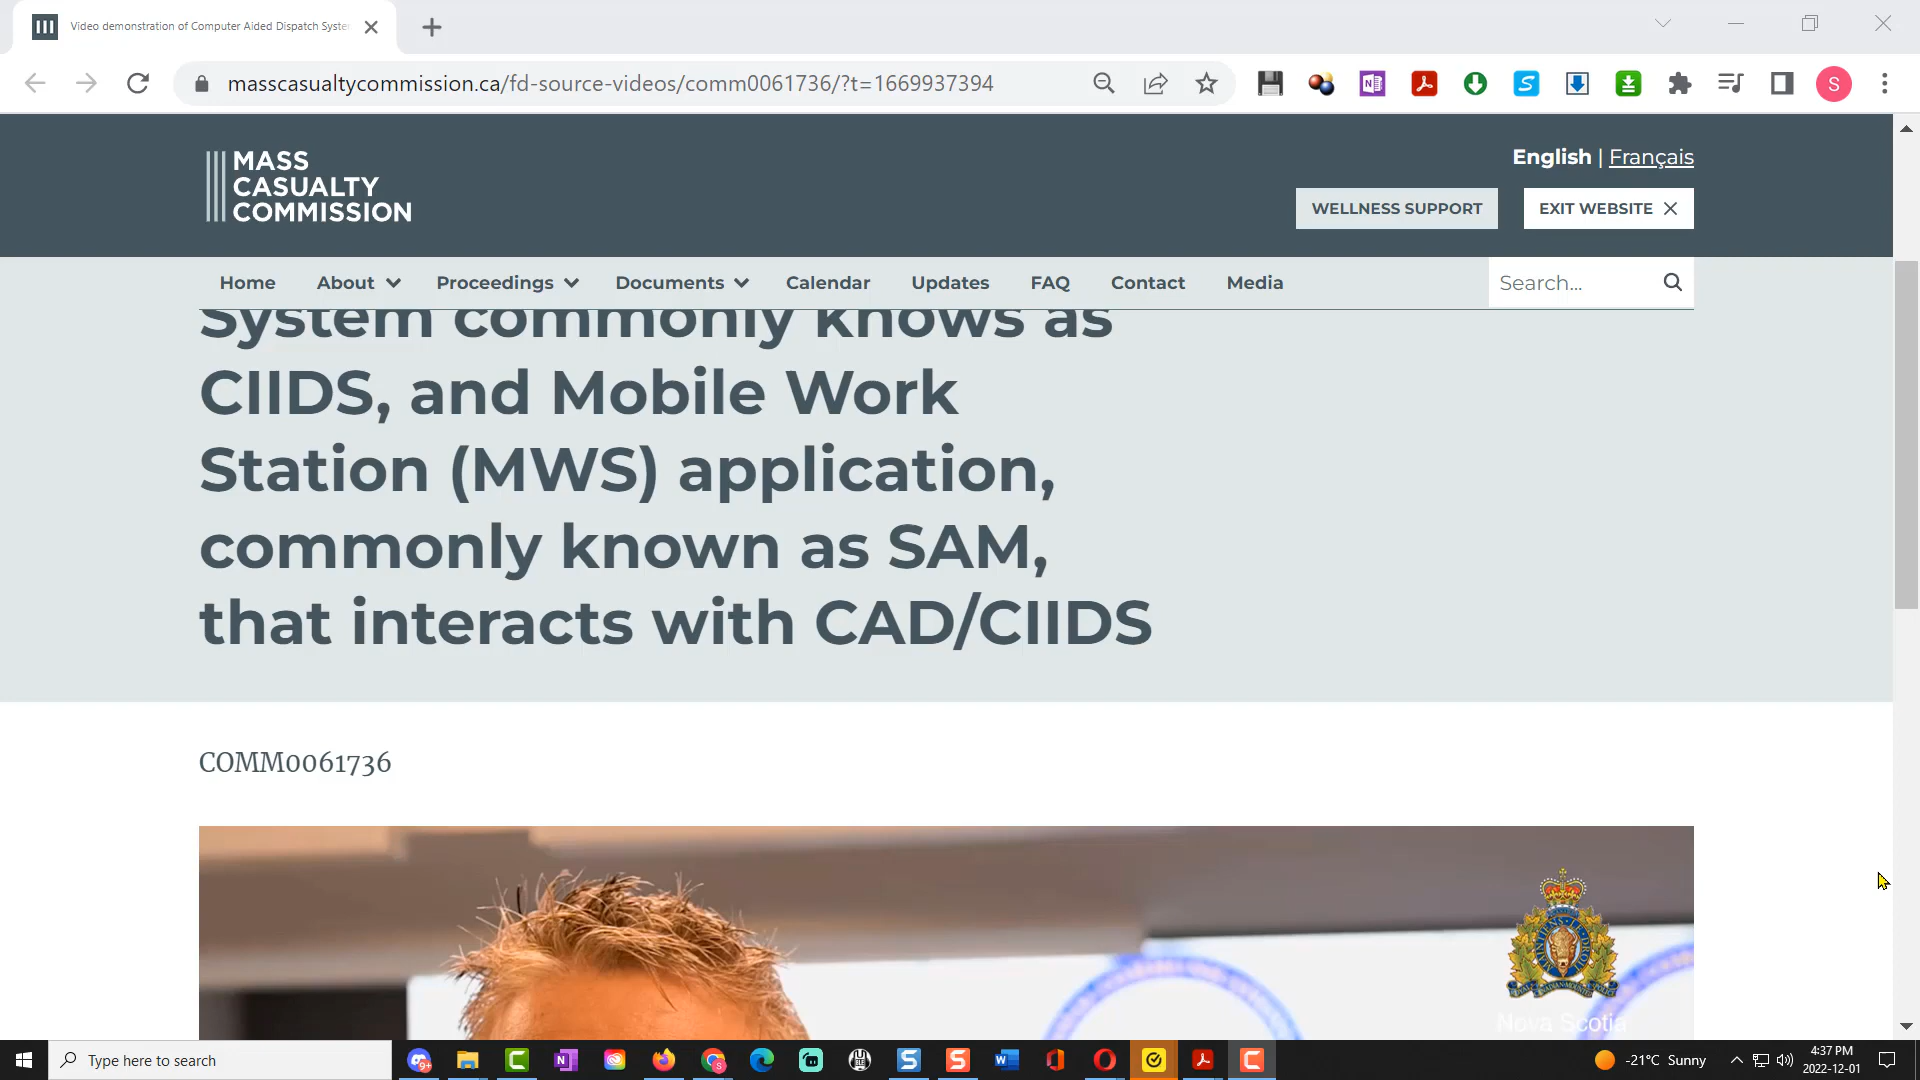 Video demonstration of Computer Aided Dispatch Syste
masscasualtycommission.ca/fd-source-videos/comm0061736/?t=1669937394
S
MASS
CASUALTY
COMMISSION
English | Français
WELLNESS SUPPORT
EXIT WEBSITE
Home
About
Proceedings
Documents
Calendar
Updates
FAQ
Contact
Media
Search...
System commonly knows as
CIIDS, and Mobile Work
Station (MWS) application,
commonly known as SAM,
that interacts with CAD/CIIDS
COMM0061736
Nova Scotia
Type here to search
-21°C Sunny
4:37 PM
2022-12-01